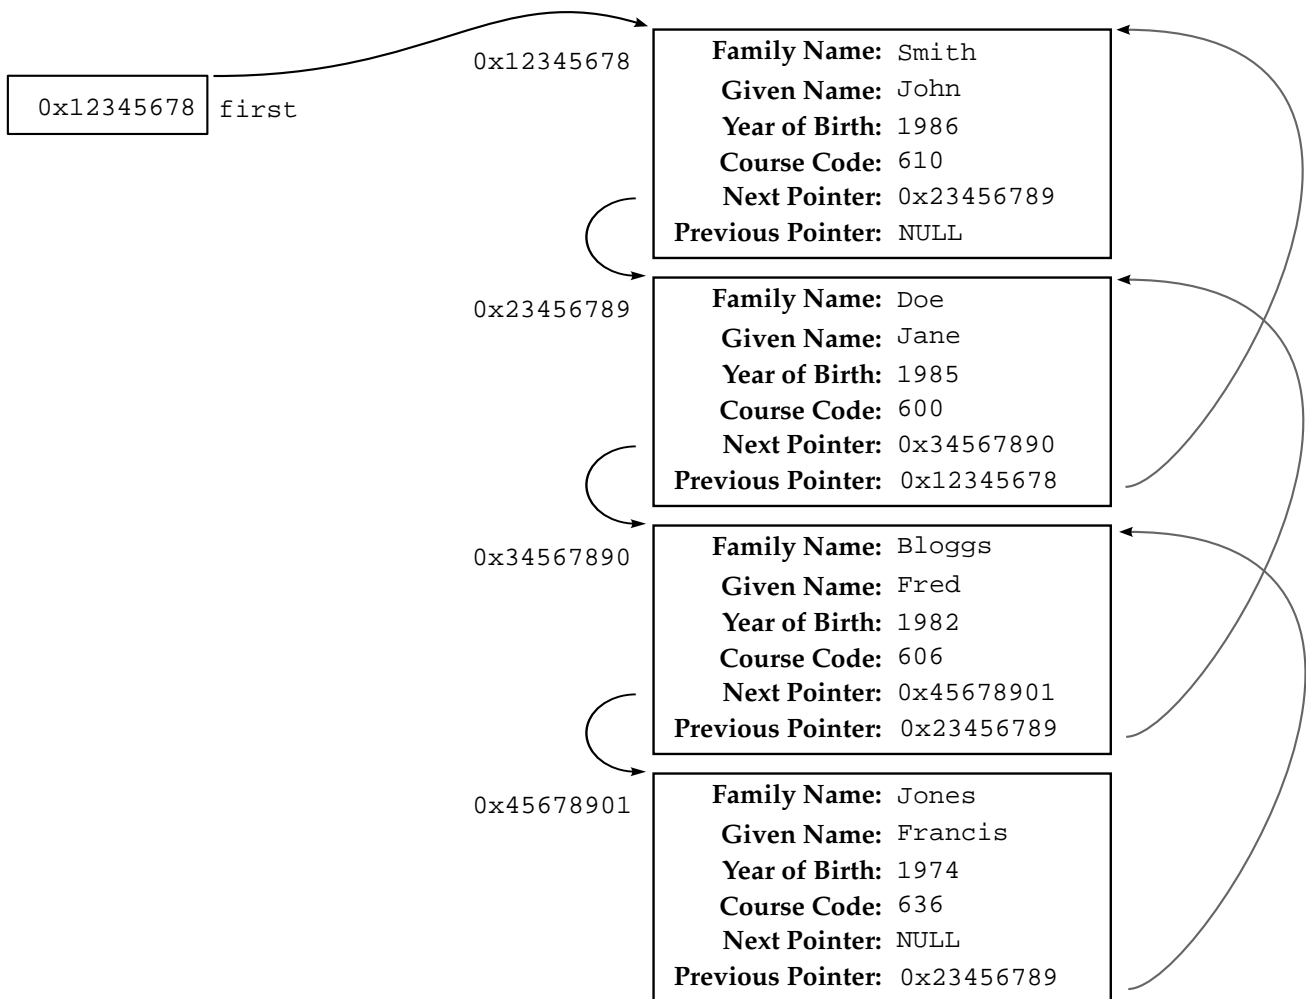 0x12345678 first
0x12345678
Family Name: Smith
Given Name: John
Year of Birth: 1986
Course Code: 610
Next Pointer: 0x23456789
Previous Pointer: NULL
0x23456789
Family Name: Doe
Given Name: Jane
Year of Birth: 1985
Course Code: 600
Next Pointer: 0x34567890
Previous Pointer: 0x12345678
0x34567890
Family Name: Bloggs
Given Name: Fred
Year of Birth: 1982
Course Code: 606
Next Pointer: 0x45678901
Previous Pointer: 0x23456789
0x45678901
Family Name: Jones
Given Name: Francis
Year of Birth: 1974
Course Code: 636
Next Pointer: NULL
Previous Pointer: 0x23456789